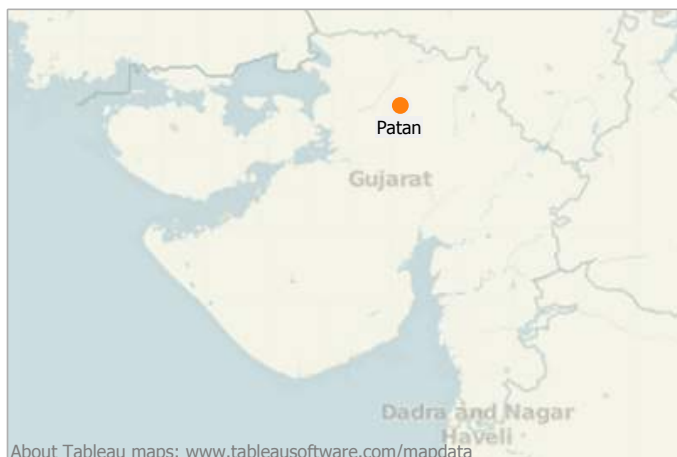 Patan
Gujarat
Dadra and Nagar
Haveli
About Tableau maps: www.tableausoftware.com/mapdata